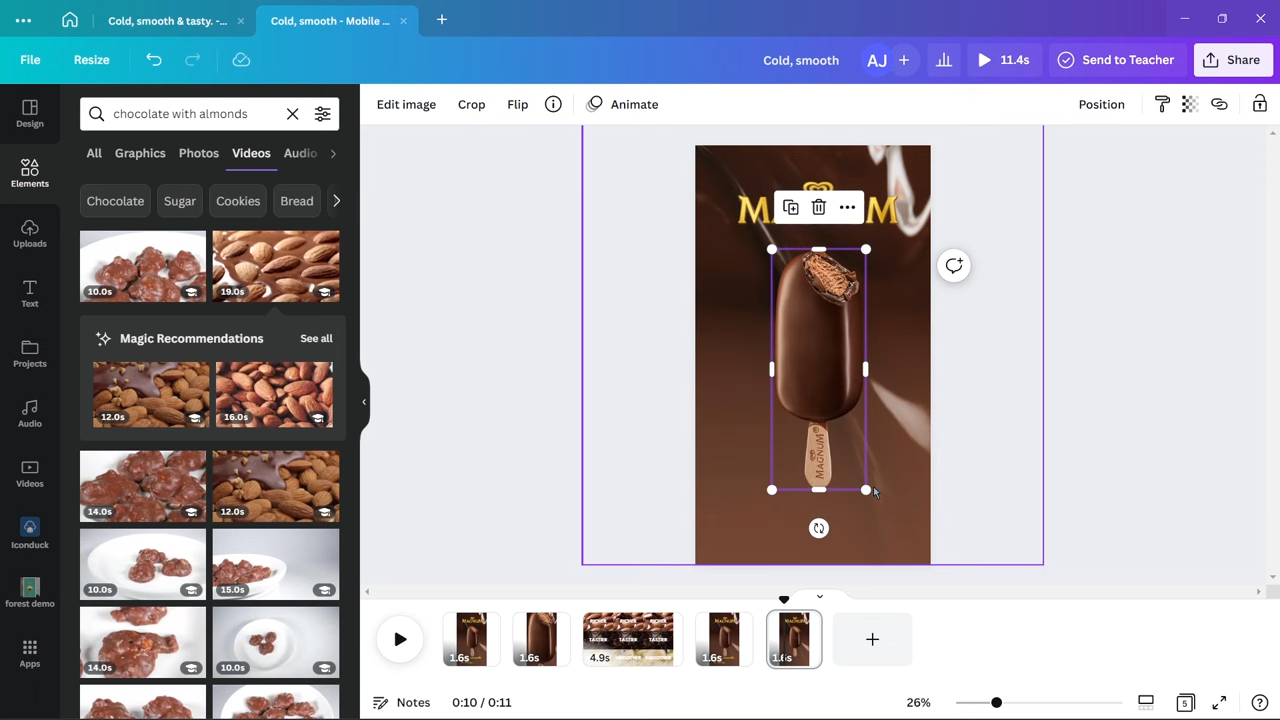 Cold, smooth & tasty. -...
Cold, smooth - Mobile ...
File
Resize
Cold, smooth
AJ
11.4s
Send to Teacher
Share
Design
Elements
Uploads
Text
Projects
Audio
Videos
Iconduck
forest demo
Apps
chocolate with almonds
All
Graphics
Photos
Videos
Audio
Chocolate
Sugar
Cookies
Bread
10.0s
19.0s
Magic Recommendations
See all
12.0s
16.0s
14.0s
12.0s
10.0s
15.0s
14.0s
10.0s
Edit image
Crop
Flip
Animate
Position
MAGNUM
1.6s
1.6s
RICHER
TASTIER
4.9s
1.6s
Notes
0:10 / 0:11
26%
5